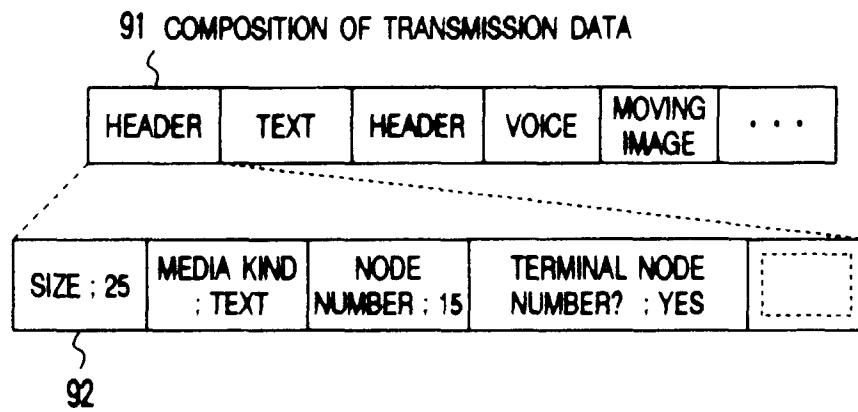 91 COMPOSITION OF TRANSMISSION DATA
HEADER TEXT HEADER VOICE MOVING IMAGE . . .
SIZE : 25 MEDIA KIND : TEXT NODE NUMBER : 15 TERMINAL NODE NUMBER? : YES
92